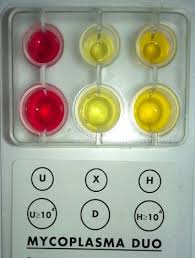 U X H
U≥10⁴ D H≥10⁴
MYCOPLASMA DUO